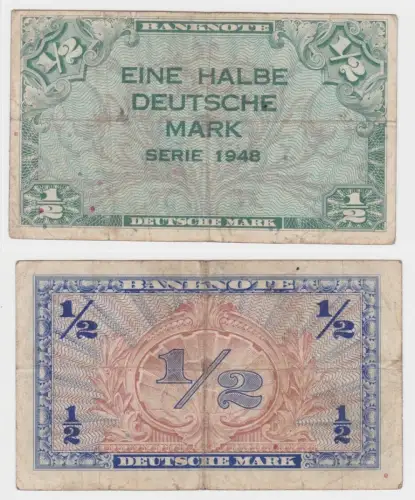 BANKNOTE
1/2 1/2
EINE HALBE
DEUTSCHE
MARK
SERIE 1948
1/2 1/2
DEUTSCHE MARK
BANKNOTE
1/2 1/2
1/2
1/2 1/2
DEUTSCHE MARK